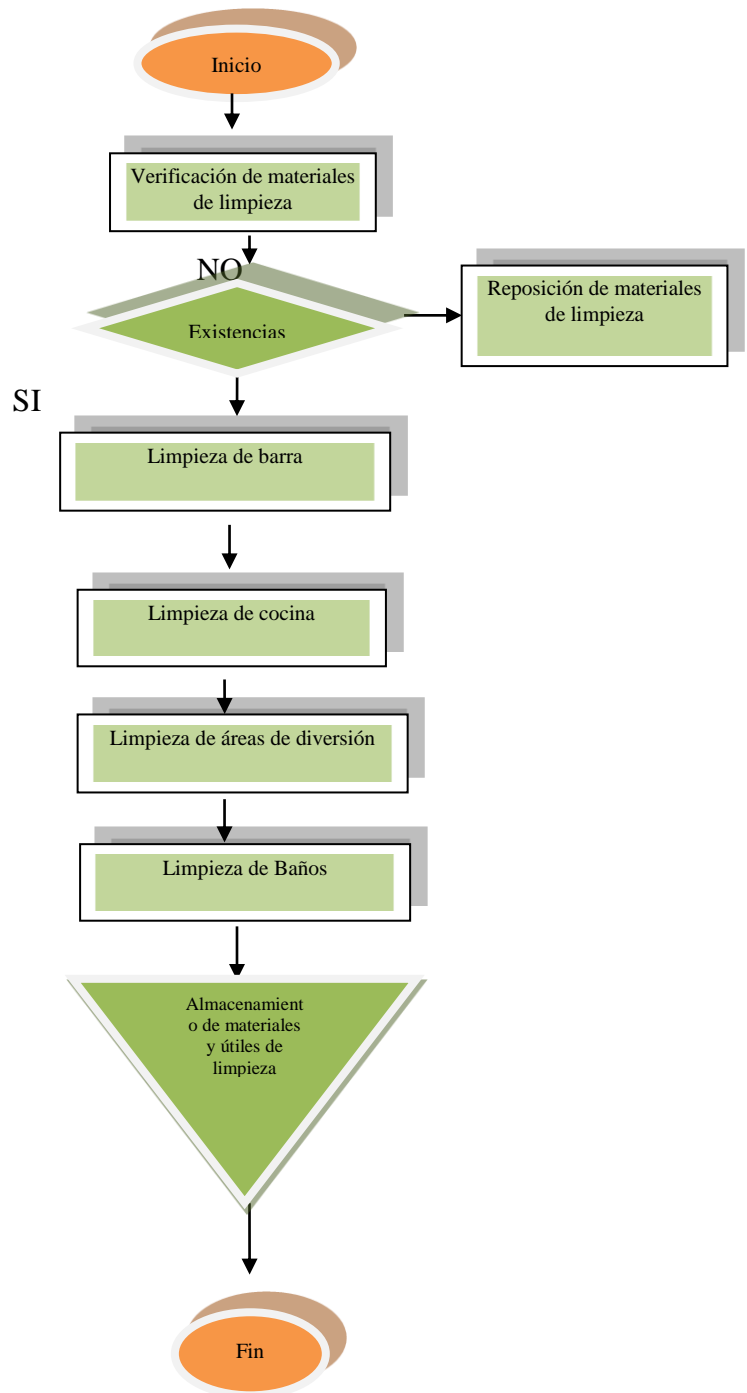 Inicio
Verificación de materiales
de limpieza
NO
Existencias
Reposición de materiales
de limpieza
SI
Limpieza de barra
Limpieza de cocina
Limpieza de áreas de diversión
Limpieza de Baños
Almacenamient
o de materiales
y útiles de
limpieza
Fin